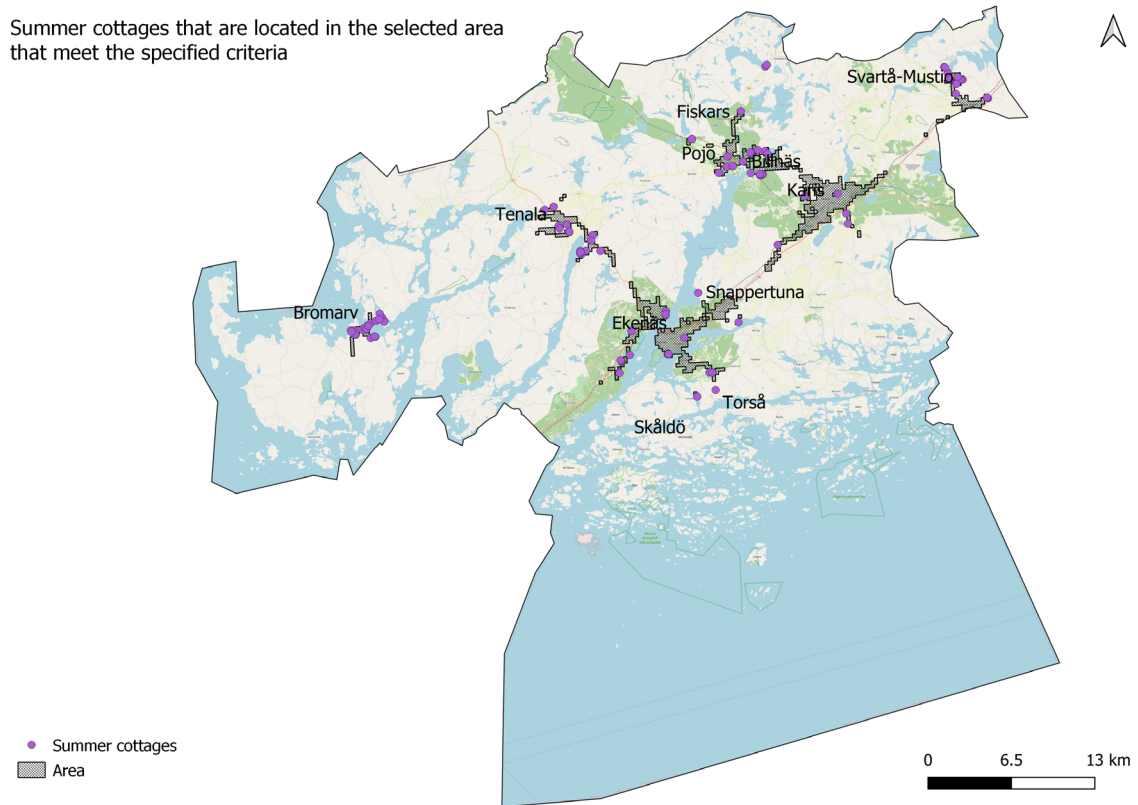 Summer cottages that are located in the selected area
that meet the specified criteria
Svartå-Mustio
Fiskars
Pojo
Billnäs
Karis
Tenala
Snappertuna
Bromarv
Ekenäs
Torså
Skåldö
Summer cottages
Area
0 6.5 13 km